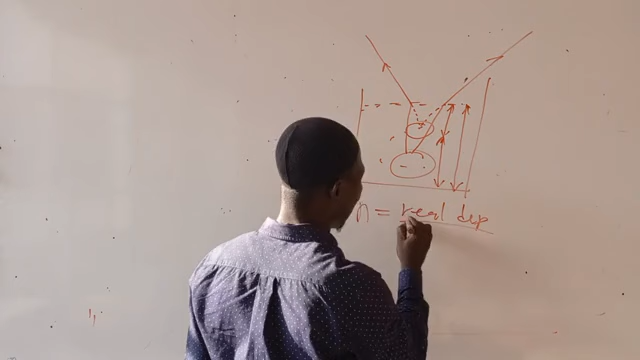 n = real dep